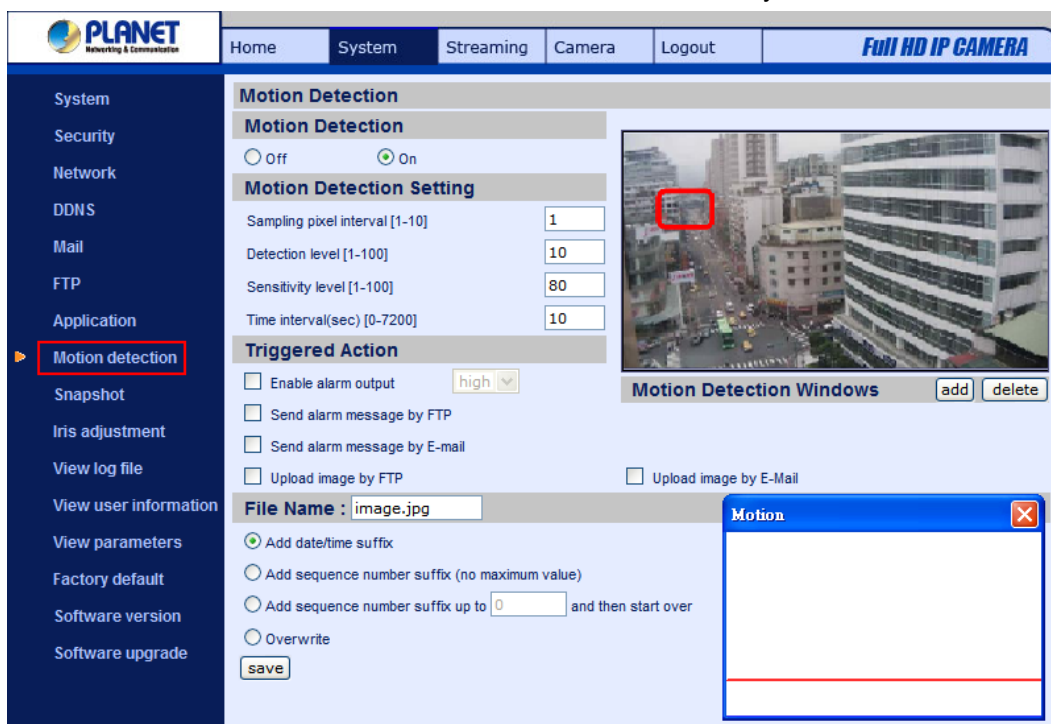 PLANET
Networking & Communication
Home System Streaming Camera Logout Full HD IP CAMERA
System
Security
Network
DDNS
Mail
FTP
Application
Motion detection
Snapshot
Iris adjustment
View log file
View user information
View parameters
Factory default
Software version
Software upgrade
Motion Detection
Motion Detection
Off On
Motion Detection Setting
Sampling pixel interval [1-10] 1
Detection level [1-100] 10
Sensitivity level [1-100] 80
Time interval(sec) [0-7200] 10
Triggered Action
Enable alarm output high
Send alarm message by FTP
Send alarm message by E-mail
Upload image by FTP Upload image by E-Mail
Motion Detection Windows add delete
File Name : image.jpg
Add date/time suffix
Add sequence number suffix (no maximum value)
Add sequence number suffix up to 0 and then start over
Overwrite
save
Motion